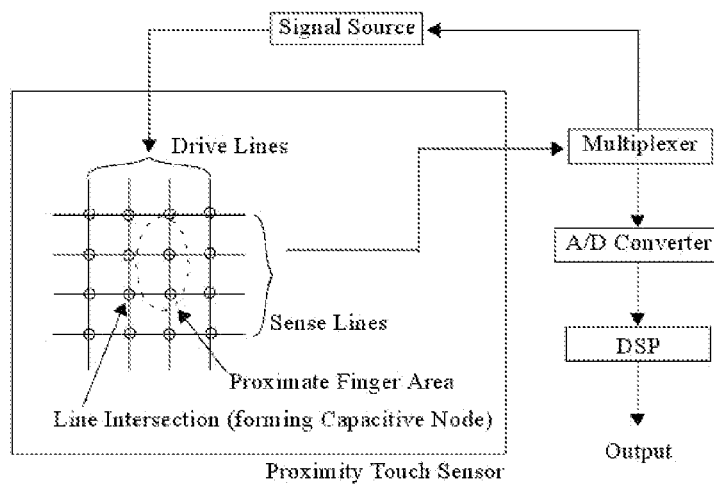 Signal Source
Drive Lines
Multiplexer
A/D Converter
Sense Lines
DSP
Proximate Finger Area
Line Intersection (forming Capacitive Node)
Output
Proximity Touch Sensor